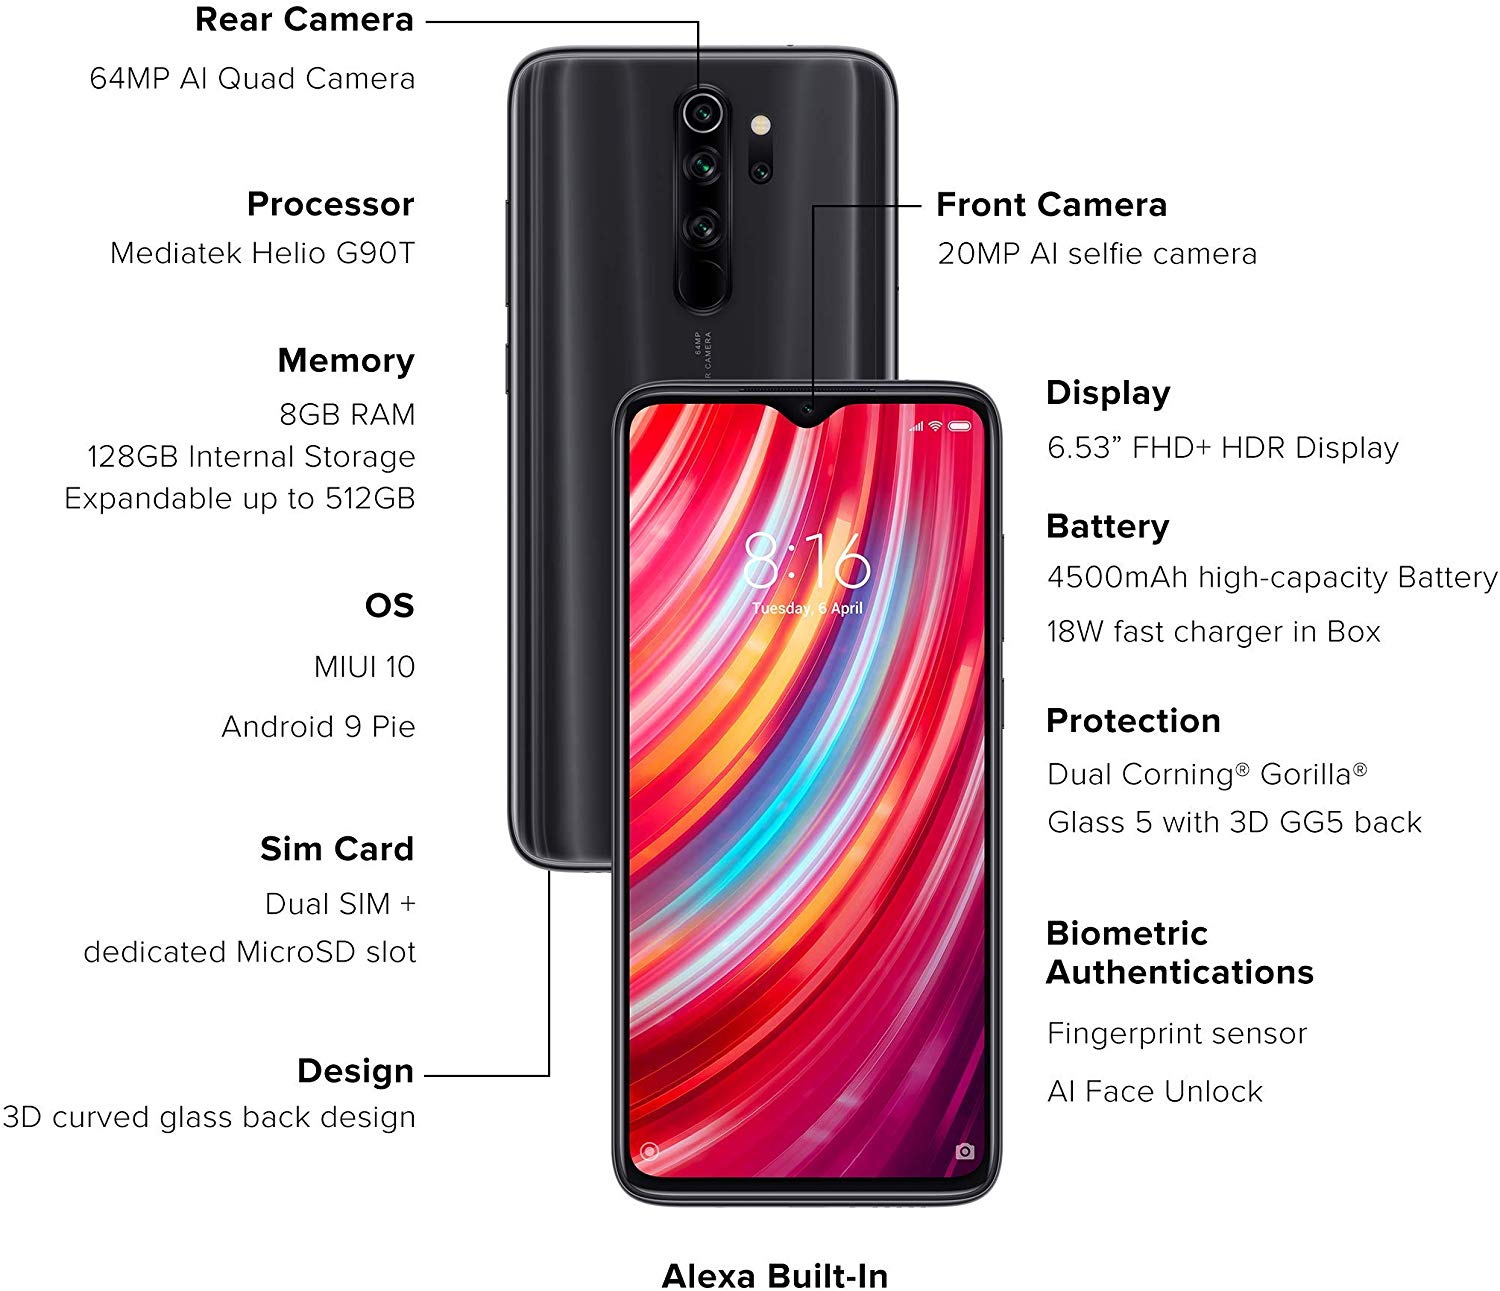 Rear Camera
64MP AI Quad Camera
Processor
Mediatek Helio G90T
Memory
8GB RAM
128GB Internal Storage
Expandable up to 512GB
OS
MIUI 10
Android 9 Pie
Sim Card
Dual SIM +
dedicated MicroSD slot
Design
3D curved glass back design
64MP
R CAMERA
8:16
Tuesday, 6 April
Front Camera
20MP AI selfie camera
Display
6.53” FHD+ HDR Display
Battery
4500mAh high-capacity Battery
18W fast charger in Box
Protection
Dual Corning® Gorilla®
Glass 5 with 3D GG5 back
Biometric
Authentications
Fingerprint sensor
AI Face Unlock
Alexa Built-In